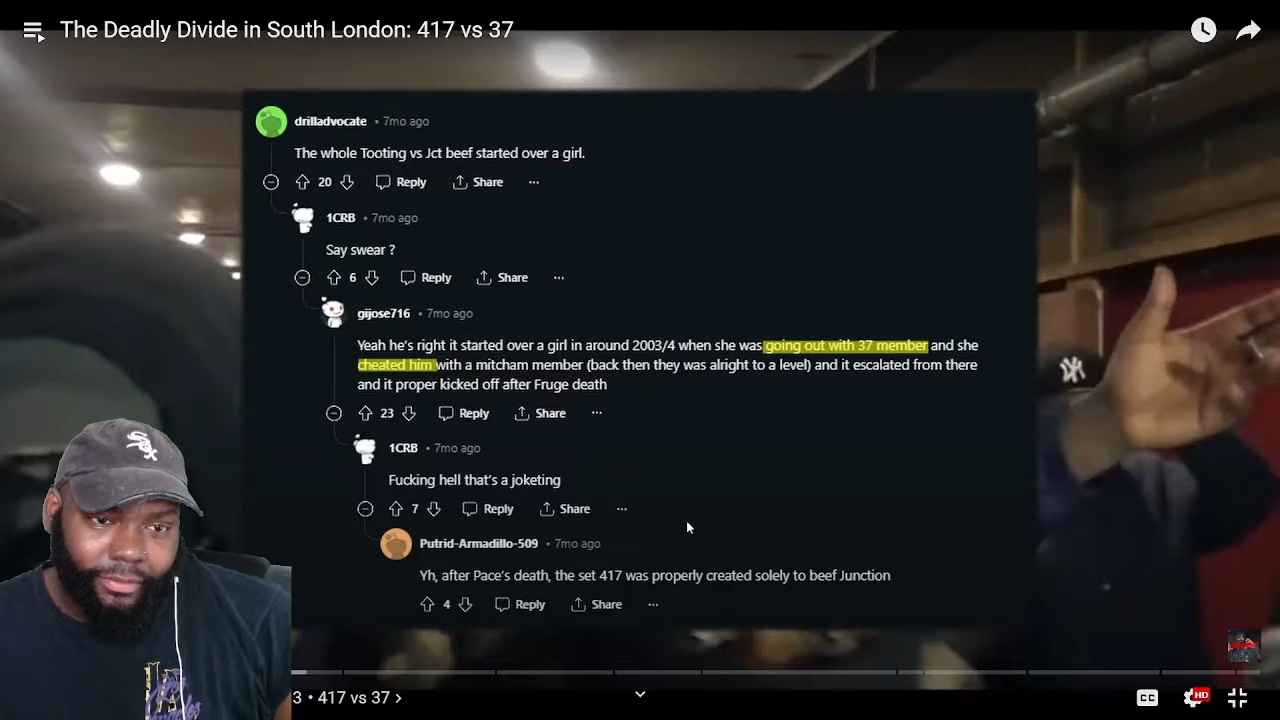 The Deadly Divide in South London: 417 vs 37
drilladvocate • 7mo ago
The whole Tooting vs Jct beef started over a girl.
20 Reply Share ...
1CRB • 7mo ago
Say swear ?
6 Reply Share ...
gijose716 • 7mo ago
Yeah he's right it started over a girl in around 2003/4 when she was going out with 37 member and she
cheated him with a mitcham member (back then they was alright to a level) and it escalated from there
and it proper kicked off after Fruge death
23 Reply Share ...
1CRB • 7mo ago
Fucking hell that's a joketing
7 Reply Share ...
Putrid-Armadillo-509 • 7mo ago
Yh, after Pace's death, the set 417 was properly created solely to beef Junction
4 Reply Share ...
3 • 417 vs 37 >
CC
HD